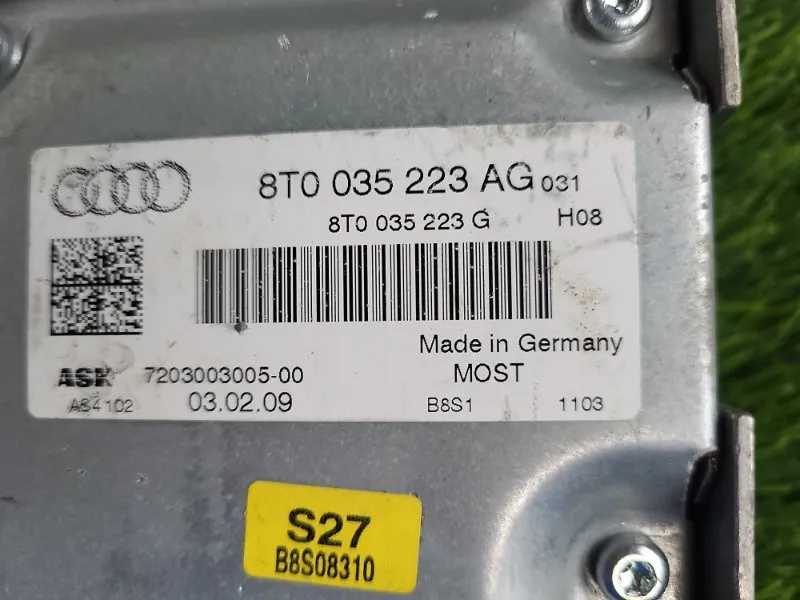 8T0 035 223 AG 031
8T0 035 223 G H08
Made in Germany
ASK 7203003005-00 MOST
AS4102 03.02.09 B8S1 1103
S27
B8S08310